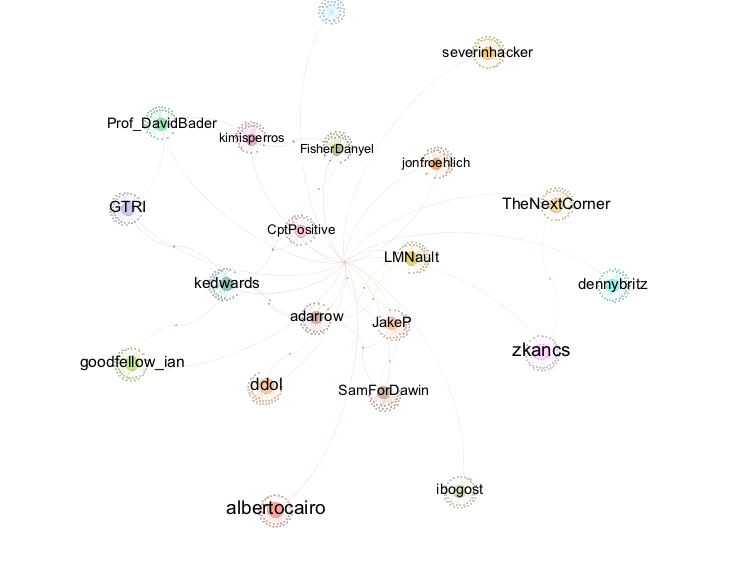 severinhacker
Prof_DavidBader
kimisperros
FisherDanyel
jonfroehlich
GTRI
TheNextCorner
CptPositive
LMNault
kedwards
dennybritz
adarrow
JakeP
zkancs
goodfellow_ian
ddol
SamForDawin
ibogost
albertocairo